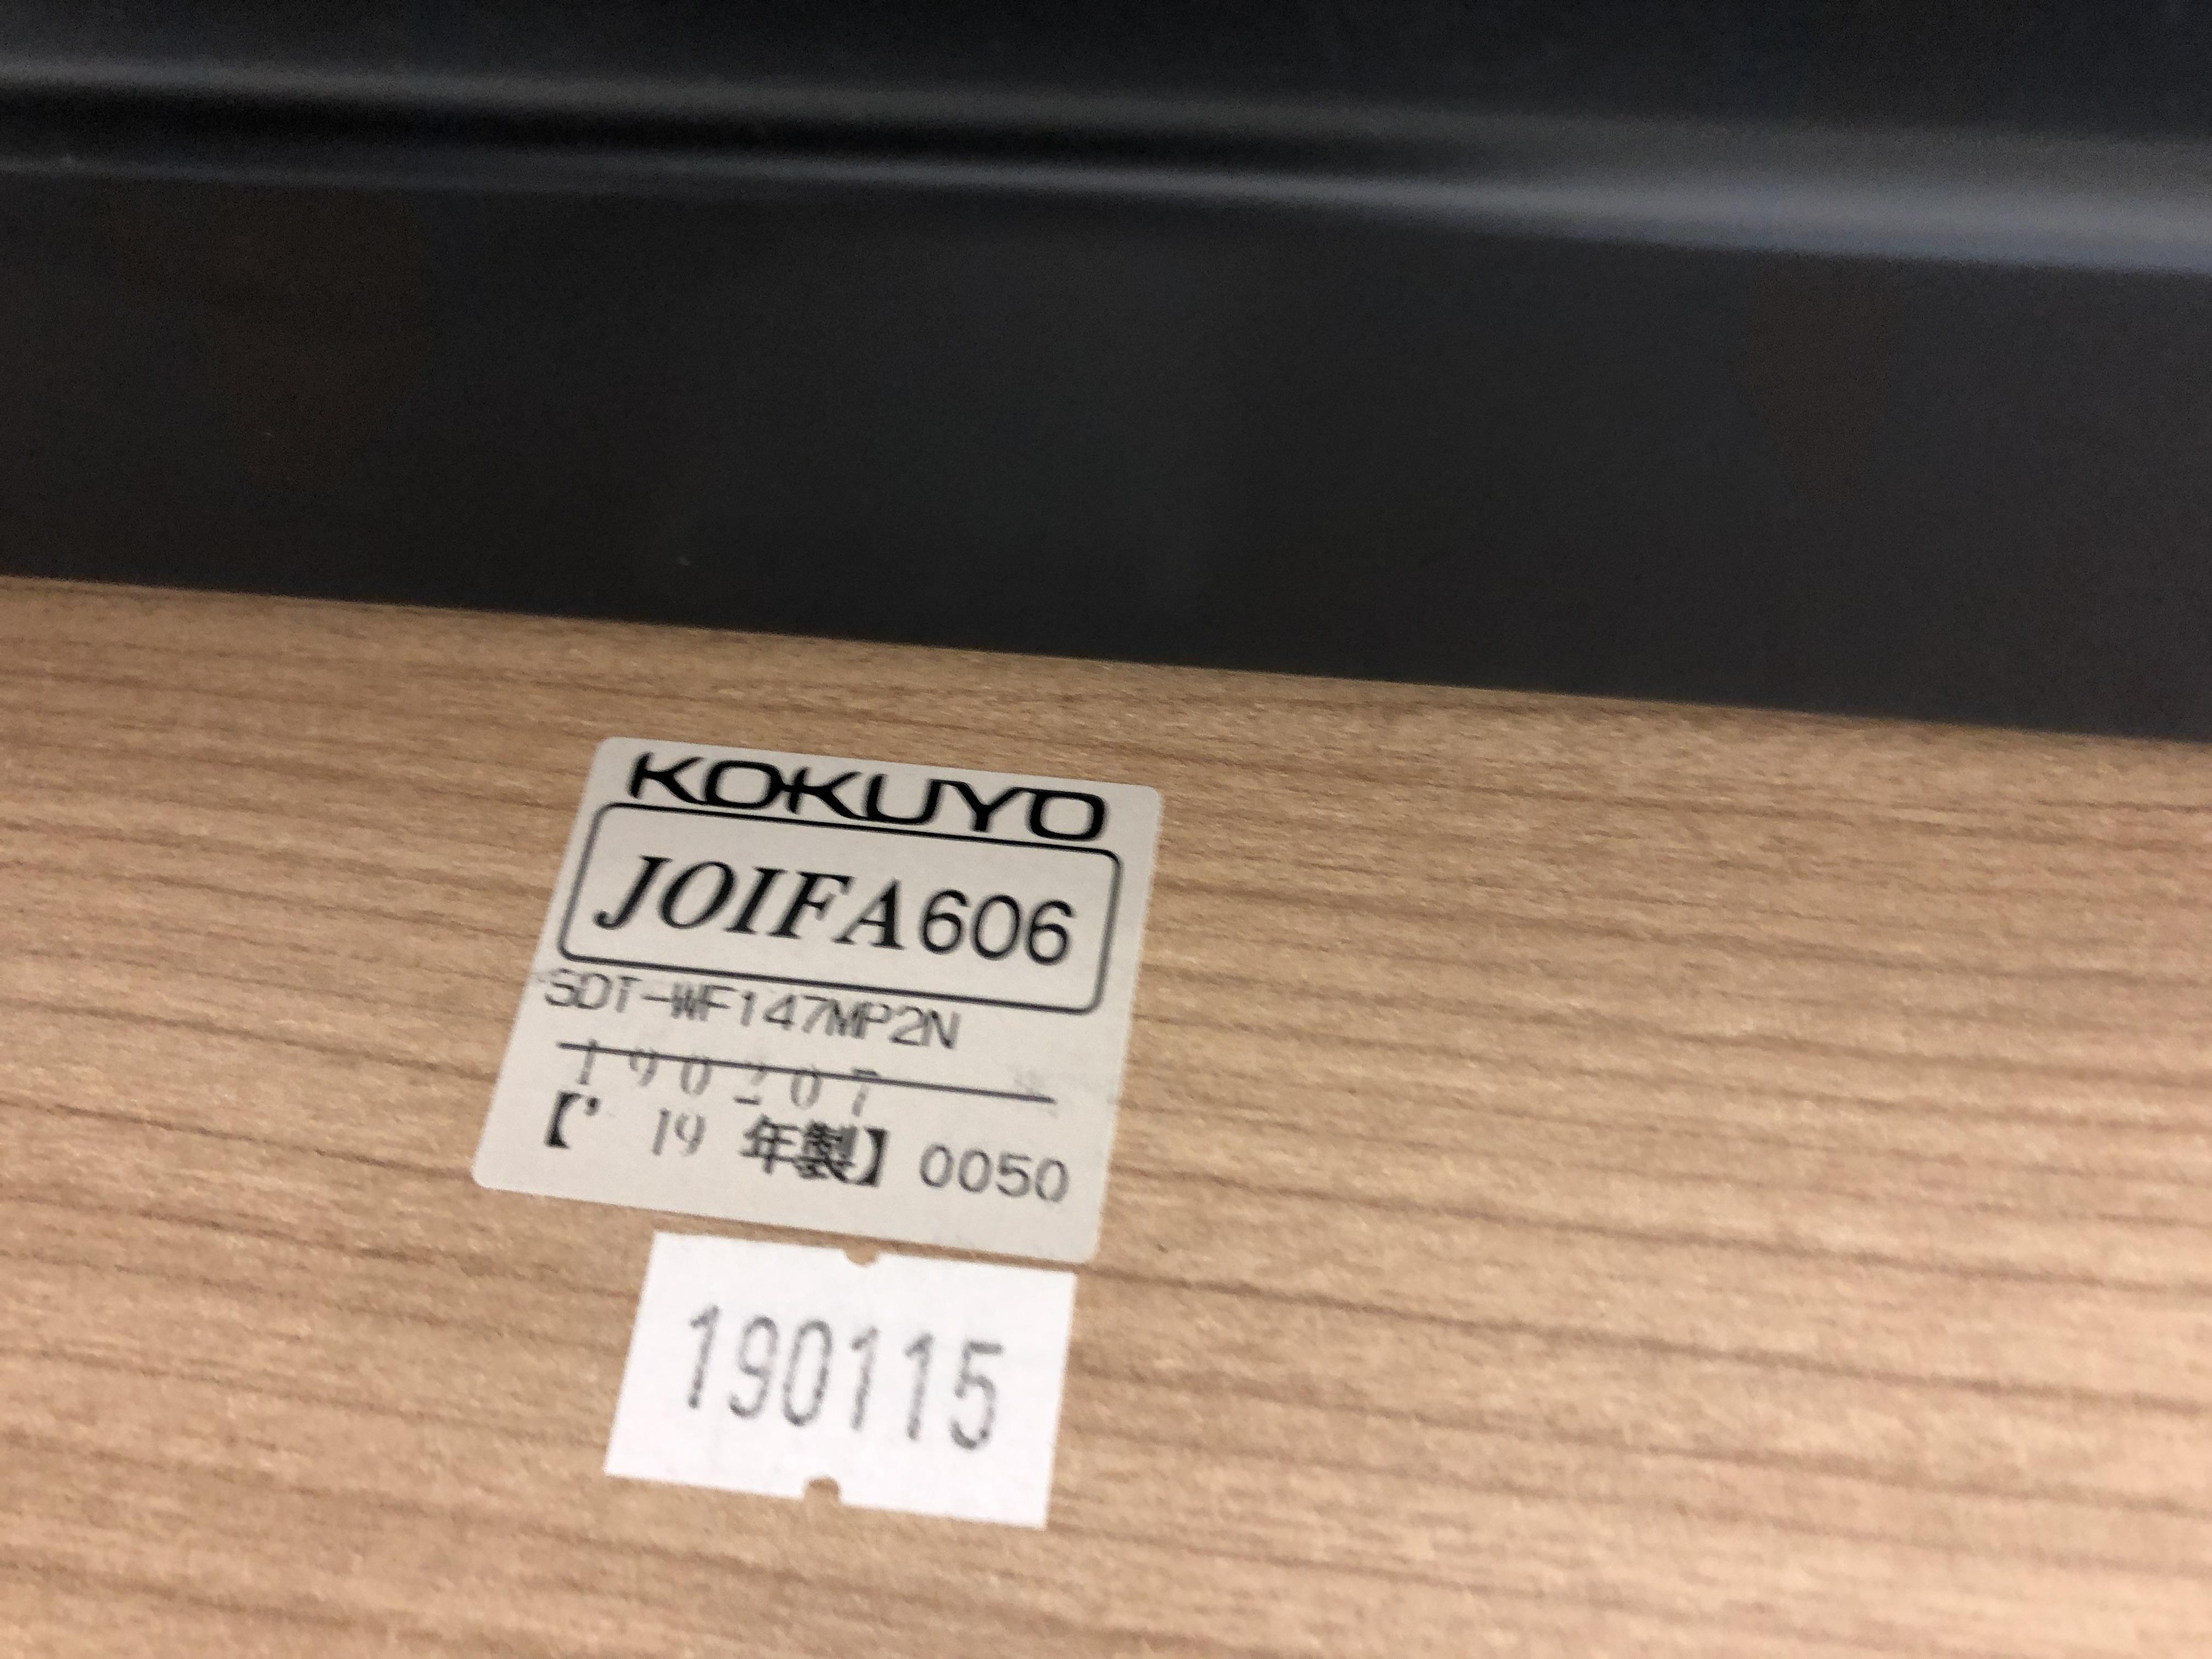 KOKUYO
JOIFA606
SDT-WF147MP2N
190207
【’19 年製】0050
190115